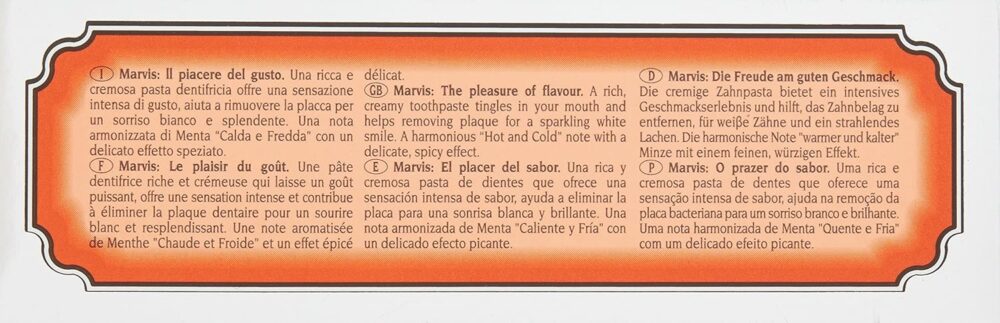 I Marvis: Il piacere del gusto. Una ricca e
cremosa pasta dentifricia offre una sensazione
intensa di gusto, aiuta a rimuovere la placca per
un sorriso bianco e splendente. Una nota
armonizzata di Menta "Calda e Fredda" con un
delicato effetto speziato.
F Marvis: Le plaisir du goût. Une pâte
dentifrice riche et crémeuse qui laisse un goût
puissant, offre une sensation intense et contribue
à éliminer la plaque dentaire pour un sourire
blanc et resplendissant. Une note aromatisée
de Menthe "Chaude et Froide" et un effet épicé
délicat.
GB Marvis: The pleasure of flavour. A rich,
creamy toothpaste tingles in your mouth and
helps removing plaque for a sparkling white
smile. A harmonious "Hot and Cold" note with a
delicate, spicy effect.
E Marvis: El placer del sabor. Una rica y
cremosa pasta de dientes que ofrece una
sensación intensa de sabor, ayuda a eliminar la
placa para una sonrisa blanca y brillante. Una
nota armonizada de Menta "Caliente y Fría" con
un delicado efecto picante.
D Marvis: Die Freude am guten Geschmack.
Die cremige Zahnpasta bietet ein intensives
Geschmackserlebnis und hilft, das Zahnbelag zu
entfernen, für weiße Zähne und ein strahlendes
Lachen. Die harmonische Note "warmer und kalter"
Minze mit einem feinen, würzigen Effekt.
P Marvis: O prazer do sabor. Uma rica e
cremosa pasta de dentes que oferece uma
sensação intensa de sabor, ajuda na remoção da
placa bacteriana para um sorriso branco e brilhante.
Uma nota harmonizada de Menta "Quente e Fria"
com um delicado efeito picante.